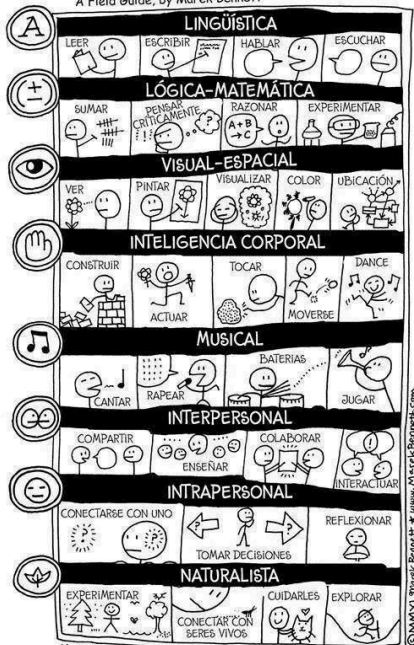 A Field Guide, by Marek Bennett
A
LINGÜÍSTICA
LEER
ESCRIBIR
HABLAR
ESCUCHAR
LÓGICA-MATEMÁTICA
SUMAR
PENSAR
CRÍTICAMENTE
RAZONAR
EXPERIMENTAR
?
A+B
→C
VISUAL-ESPACIAL
VER
PINTAR
VISUALIZAR
COLOR
UBICACIÓN
INTELIGENCIA CORPORAL
CONSTRUIR
ACTUAR
TOCAR
MOVERSE
DANCE
MUSICAL
CANTAR
RAPEAR
BATERIAS
JUGAR
INTERPERSONAL
COMPARTIR
ENSEÑAR
COLABORAR
INTERACTUAR
INTRAPERSONAL
CONECTARSE CON UNO
TOMAR DECISIONES
REFLEXIONAR
NATURALISTA
EXPERIMENTAR
CONECTAR CON
SERES VIVOS
CUIDARLES
EXPLORAR
Marek Bennett * www.MarekBennett.com